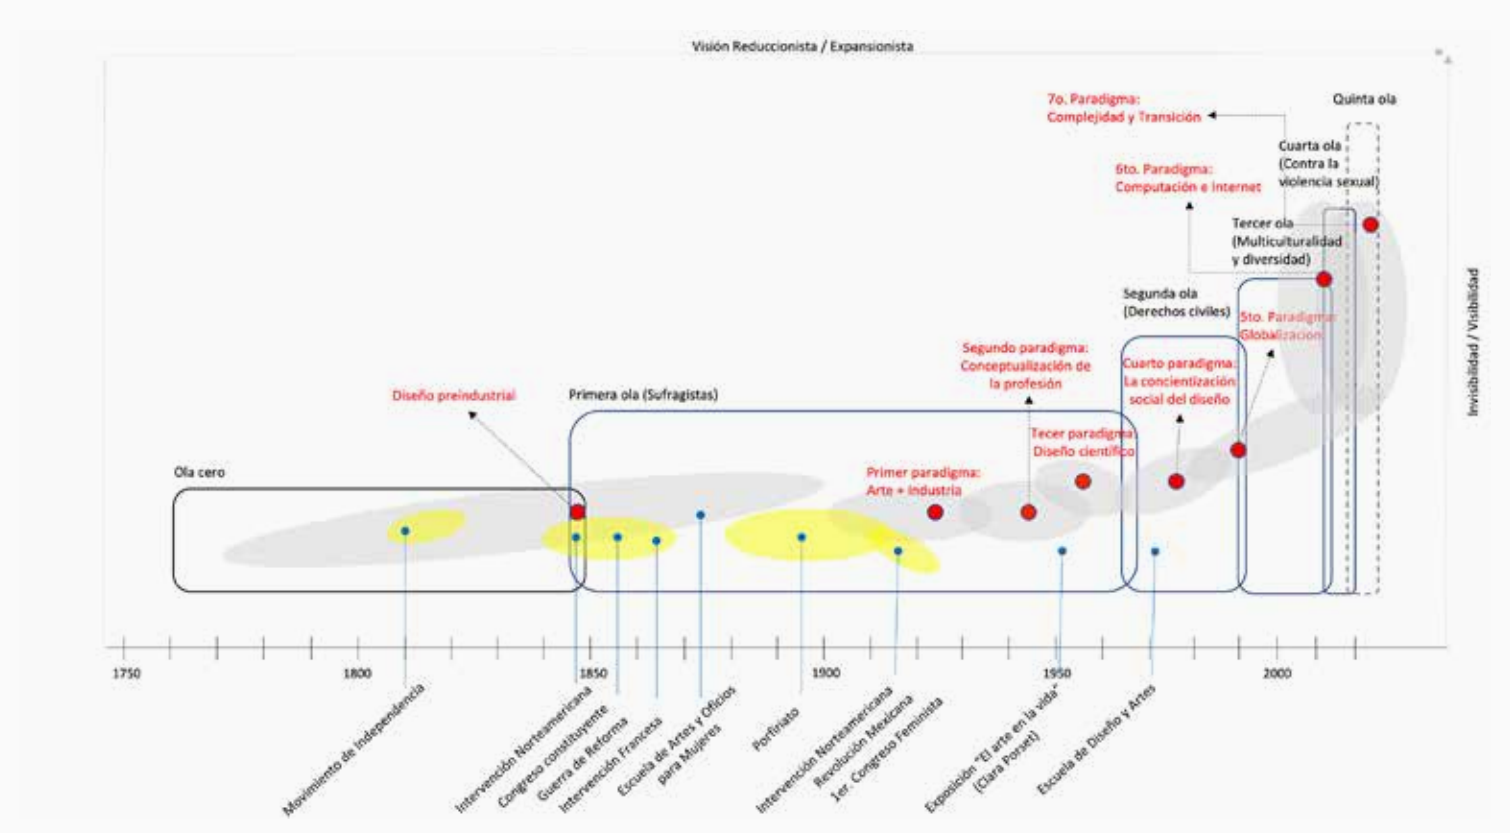 Visión Reduccionista / Expansionista
7o. Paradigma:
Complejidad y Transición
Quinta ola
Cuarta ola
(Contra la
violencia sexual)
6to. Paradigma:
Computación e Internet
Tercer ola
(Multiculturalidad
y diversidad)
Segunda ola
(Derechos civiles)
5to. Paradigma:
Globalizacion
Invisibilidad / Visibilidad
Segundo paradigma:
Conceptualización de
la profesión
Cuarto paradigma:
La concientización
social del diseño
Diseño preindustrial
Primera ola (Sufragistas)
Tecer paradigma
Diseño científico
Ola cero
Primer paradigma:
Arte + industria
1750
1800
1850
1900
1950
2000
Movimiento de Independencia
Intervención Norteamericana
Congreso constituyente
Guerra de Reforma
Intervención Francesa
Escuela de Artes y Oficios
para Mujeres
Porfiriato
Intervención Norteamericana
Revolución Mexicana
1er. Congreso Feminista
Exposición "El arte en la vida"
(Clara Porset)
Escuela de Diseño y Artes